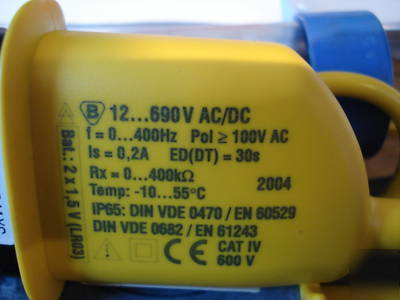 B 12...690V AC/DC
f = 0...400Hz Pol ≥ 100V AC
Is = 0,2A ED(DT) = 30s
Rx = 0...400kΩ
2004
Temp: -10...55°C
IP65: DIN VDE 0470 / EN 60529
DIN VDE 0682 / EN 61243
CE CAT IV
600 V
Bat.: 2 x 1,5 V (LR03)